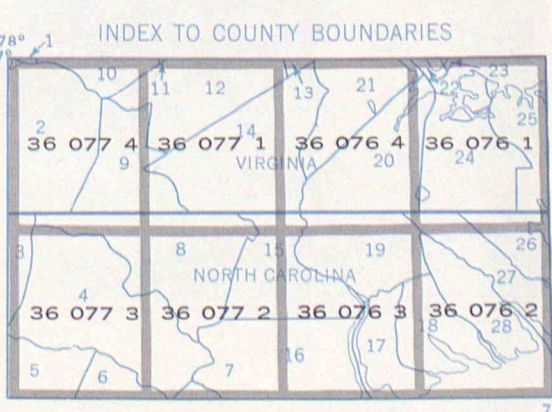 INDEX TO COUNTY BOUNDARIES
78° 1
10 11 12 13 21 22 23
2 14 25
36 077 4 36 077 1 36 076 4 36 076 1
9 VIRGINIA 20 24
3 8 15 19 26
NORTH CAROLINA 27
4
36 077 3 36 077 2 36 076 3 36 076 2
18 28
5 6 7 16 17